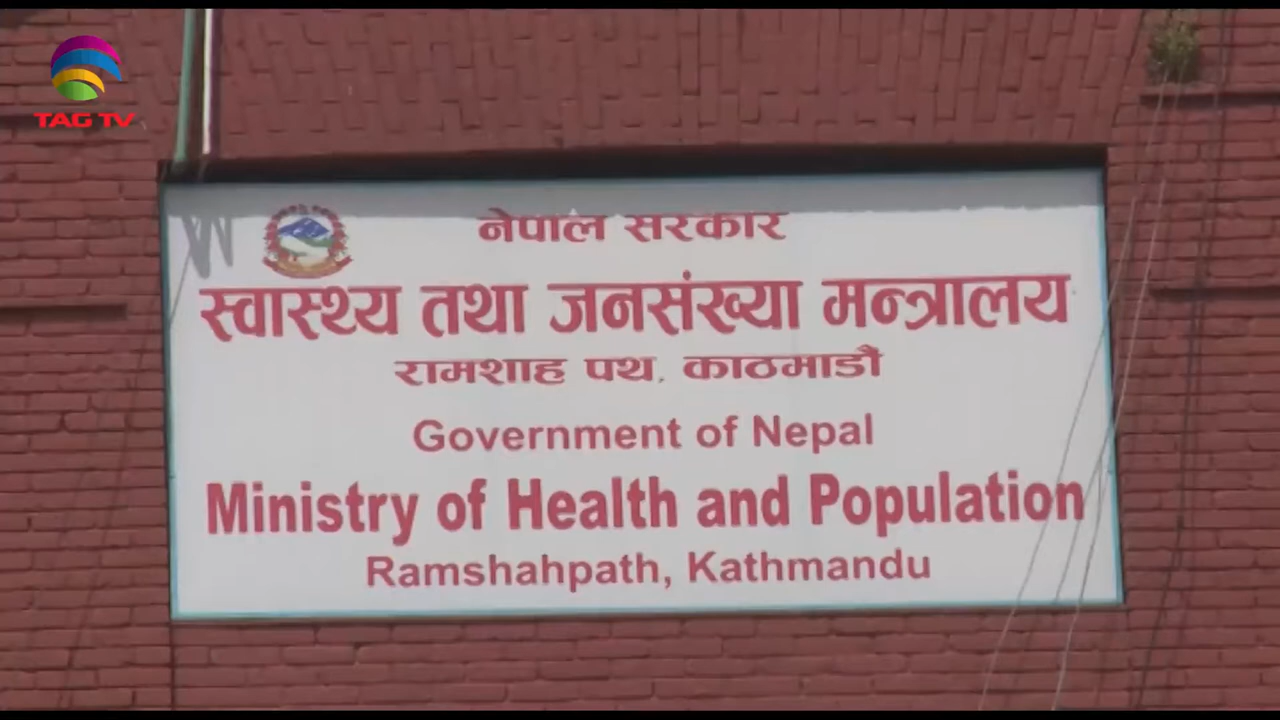 TAG TV
नेपाल सरकार
स्वास्थ्य तथा जनसंख्या मन्त्रालय
रामशाह पथ, काठमाडौं
Government of Nepal
Ministry of Health and Population
Ramshahpath, Kathmandu